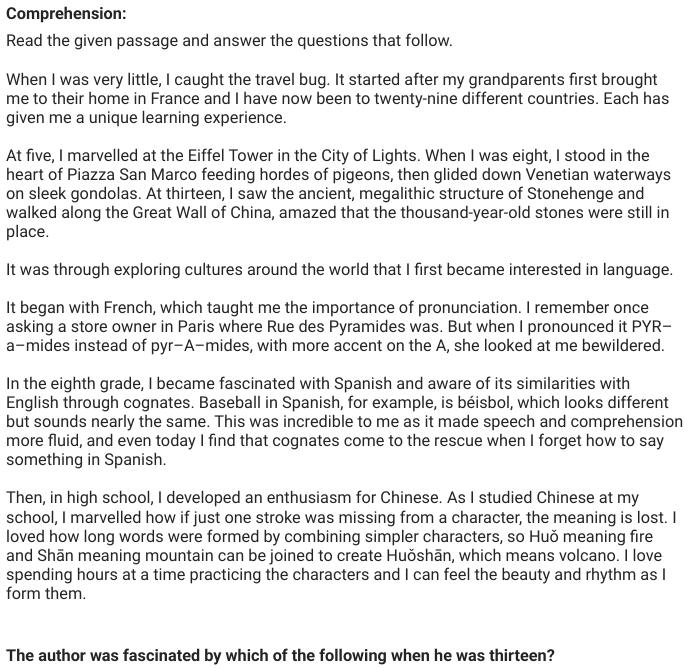 Comprehension:
Read the given passage and answer the questions that follow.
When I was very little, I caught the travel bug. It started after my grandparents first brought
me to their home in France and I have now been to twenty-nine different countries. Each has
given me a unique learning experience.
At five, I marvelled at the Eiffel Tower in the City of Lights. When I was eight, I stood in the
heart of Piazza San Marco feeding hordes of pigeons, then glided down Venetian waterways
on sleek gondolas. At thirteen, I saw the ancient, megalithic structure of Stonehenge and
walked along the Great Wall of China, amazed that the thousand-year-old stones were still in
place.
It was through exploring cultures around the world that I first became interested in language.
It began with French, which taught me the importance of pronunciation. I remember once
asking a store owner in Paris where Rue des Pyramides was. But when I pronounced it PYR–
a–mides instead of pyr–A–mides, with more accent on the A, she looked at me bewildered.
In the eighth grade, I became fascinated with Spanish and aware of its similarities with
English through cognates. Baseball in Spanish, for example, is béisbol, which looks different
but sounds nearly the same. This was incredible to me as it made speech and comprehension
more fluid, and even today I find that cognates come to the rescue when I forget how to say
something in Spanish.
Then, in high school, I developed an enthusiasm for Chinese. As I studied Chinese at my
school, I marvelled how if just one stroke was missing from a character, the meaning is lost. I
loved how long words were formed by combining simpler characters, so Huǒ meaning fire
and Shān meaning mountain can be joined to create Huǒshān, which means volcano. I love
spending hours at a time practicing the characters and I can feel the beauty and rhythm as I
form them.
The author was fascinated by which of the following when he was thirteen?